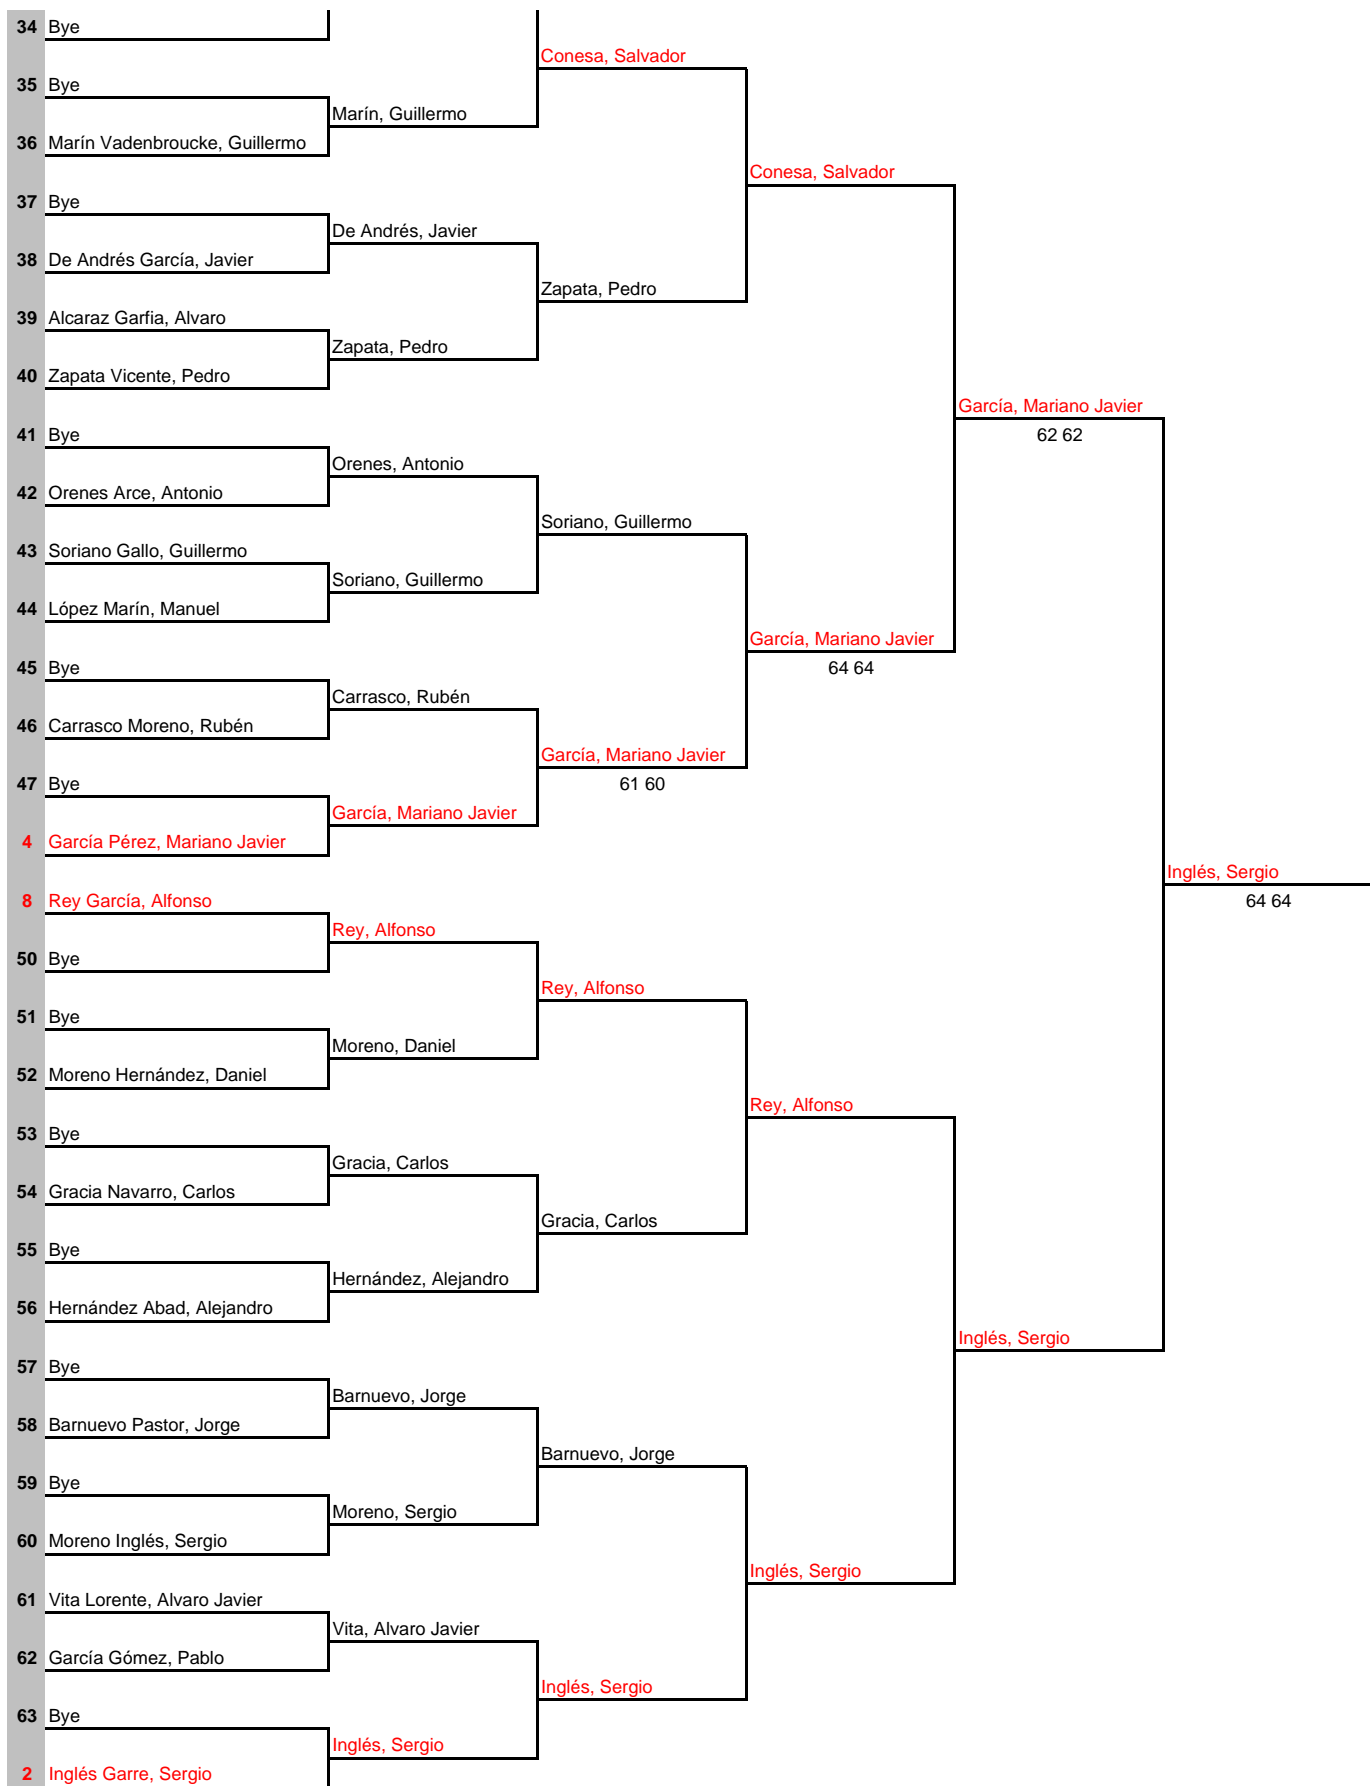 34 Bye
Conesa, Salvador
35 Bye
Marín, Guillermo
36 Marín Vadenbroucke, Guillermo
Conesa, Salvador
37 Bye
De Andrés, Javier
38 De Andrés García, Javier
Zapata, Pedro
39 Alcaraz Garfia, Alvaro
Zapata, Pedro
40 Zapata Vicente, Pedro
García, Mariano Javier
41 Bye
62 62
Orenes, Antonio
42 Orenes Arce, Antonio
Soriano, Guillermo
43 Soriano Gallo, Guillermo
Soriano, Guillermo
44 López Marín, Manuel
García, Mariano Javier
45 Bye
64 64
Carrasco, Rubén
46 Carrasco Moreno, Rubén
García, Mariano Javier
47 Bye
61 60
García, Mariano Javier
4 García Pérez, Mariano Javier
Inglés, Sergio
8 Rey García, Alfonso
64 64
Rey, Alfonso
50 Bye
Rey, Alfonso
51 Bye
Moreno, Daniel
52 Moreno Hernández, Daniel
Rey, Alfonso
53 Bye
Gracia, Carlos
54 Gracia Navarro, Carlos
Gracia, Carlos
55 Bye
Hernández, Alejandro
56 Hernández Abad, Alejandro
Inglés, Sergio
57 Bye
Barnuevo, Jorge
58 Barnuevo Pastor, Jorge
Barnuevo, Jorge
59 Bye
Moreno, Sergio
60 Moreno Inglés, Sergio
Inglés, Sergio
61 Vita Lorente, Alvaro Javier
Vita, Alvaro Javier
62 García Gómez, Pablo
Inglés, Sergio
63 Bye
Inglés, Sergio
2 Inglés Garre, Sergio